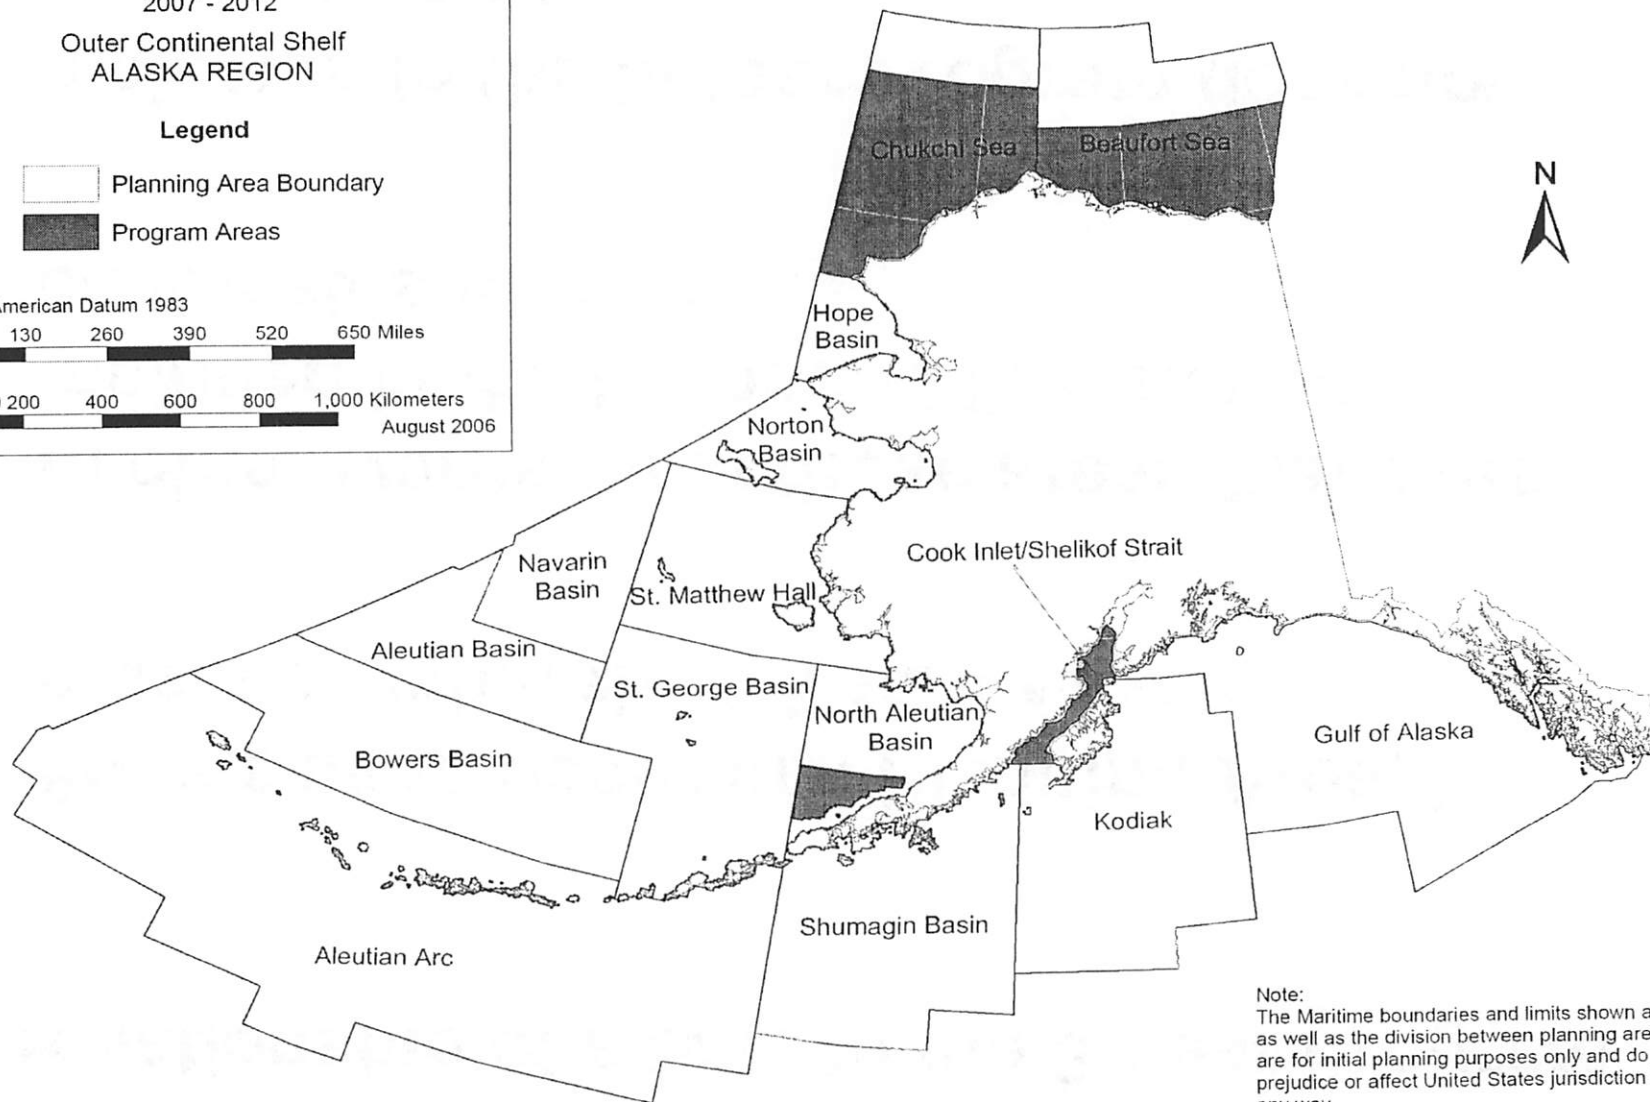 2007 - 2012
Outer Continental Shelf
ALASKA REGION
Legend
Planning Area Boundary
Program Areas
American Datum 1983
130 260 390 520 650 Miles
200 400 600 800 1,000 Kilometers
August 2006
N
Chukchi Sea
Beaufort Sea
Hope
Basin
Norton
Basin
Navarin
Basin
St. Matthew Hall
Cook Inlet/Shelikof Strait
Aleutian Basin
St. George Basin
North Aleutian
Basin
Bowers Basin
Gulf of Alaska
Kodiak
Shumagin Basin
Aleutian Arc
Note:
The Maritime boundaries and limits shown a
as well as the division between planning are
are for initial planning purposes only and do
prejudice or affect United States jurisdiction
any way